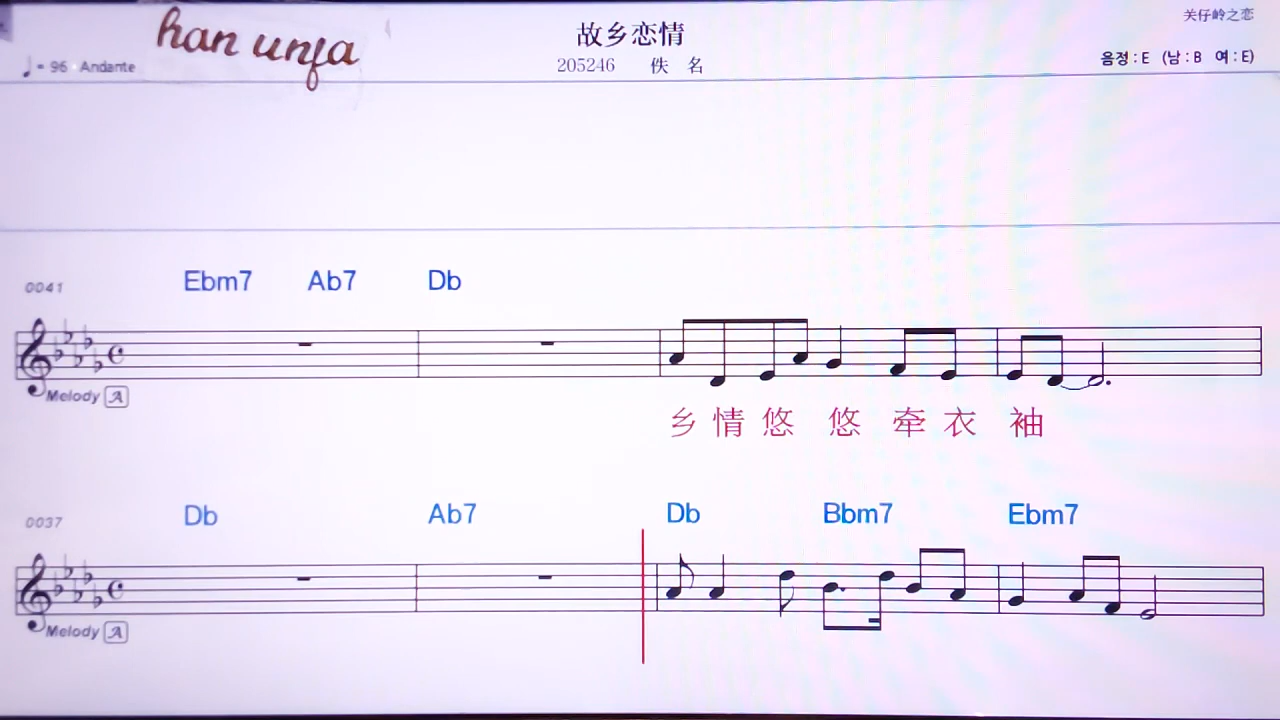 han unfa
关仔岭之恋
故乡恋情
♩= 96 Andante
205246 佚 名
음정 : E (남 : B 여 : E)
0041 Ebm7 Ab7 Db
Melody A
乡 情 悠 悠 牵 衣 袖
0037 Db Ab7 Db Bbm7 Ebm7
Melody A